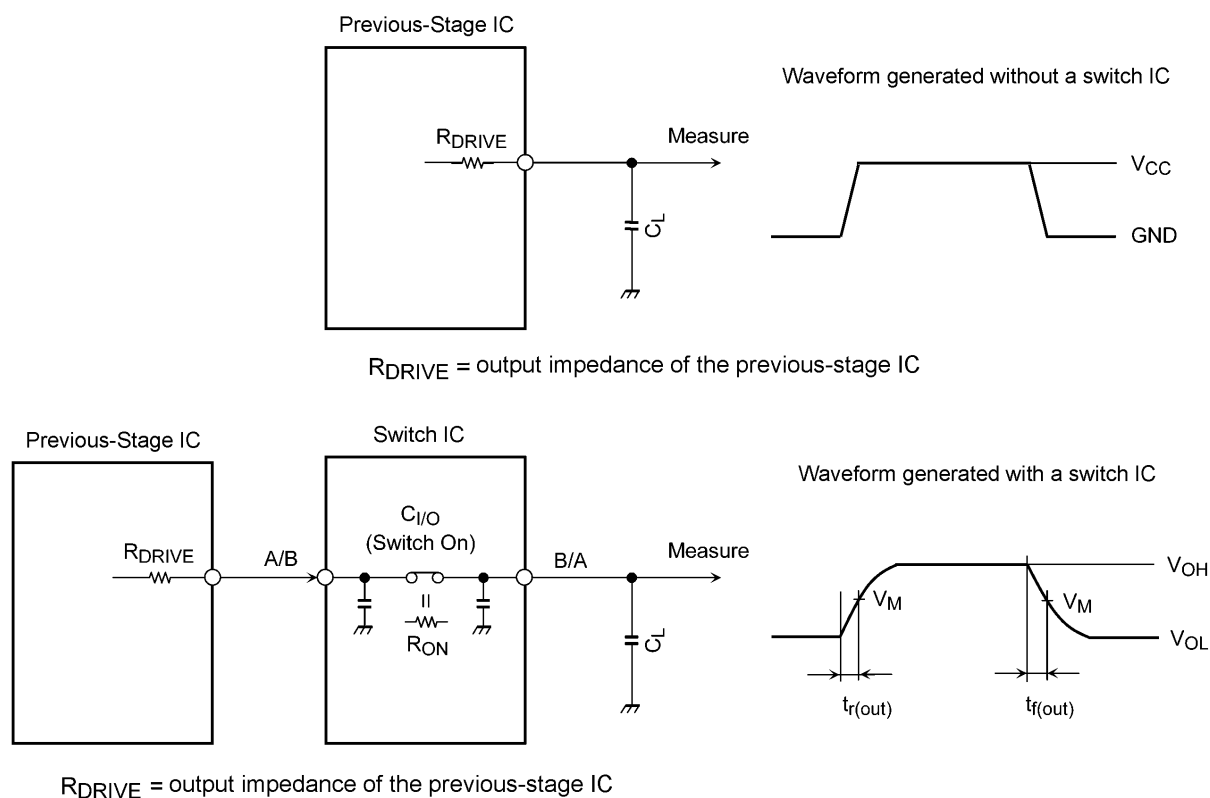 Previous-Stage IC
Waveform generated without a switch IC
RDRIVE
Measure
CL
VCC
GND
RDRIVE = output impedance of the previous-stage IC
Previous-Stage IC
Switch IC
Waveform generated with a switch IC
RDRIVE
A/B
CI/O
(Switch On)
B/A
Measure
RON
CL
VOH
VM
VM
VOL
tr(out)
tf(out)
RDRIVE = output impedance of the previous-stage IC